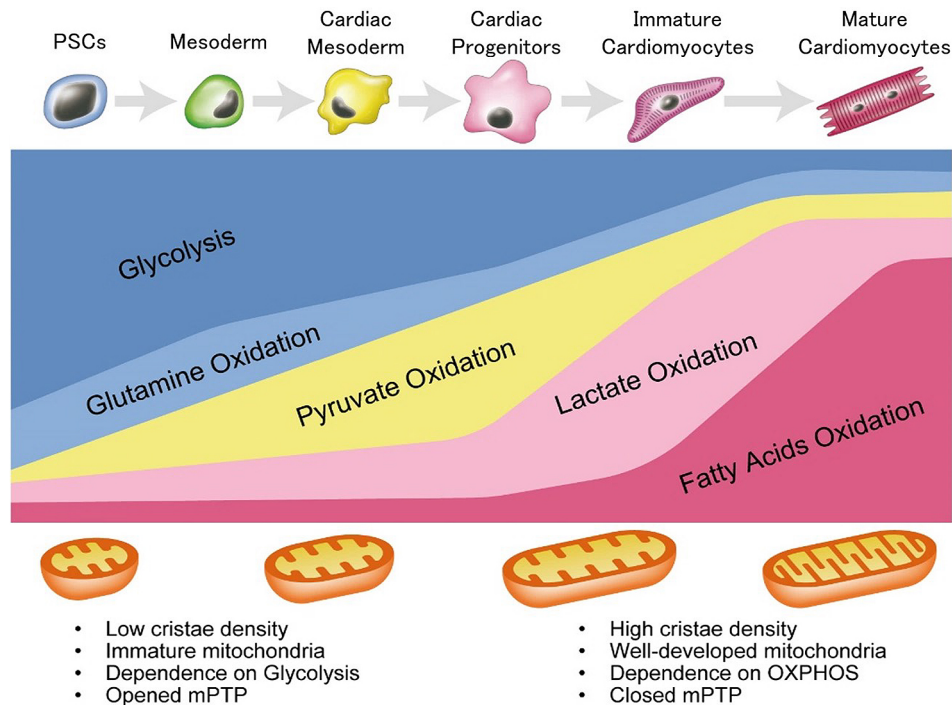 PSCs
Mesoderm
Cardiac
Mesoderm
Cardiac
Progenitors
Immature
Cardiomyocytes
Mature
Cardiomyocytes
Glycolysis
Glutamine Oxidation
Pyruvate Oxidation
Lactate Oxidation
Fatty Acids Oxidation
• Low cristae density
• Immature mitochondria
• Dependence on Glycolysis
• Opened mPTP
• High cristae density
• Well-developed mitochondria
• Dependence on OXPHOS
• Closed mPTP